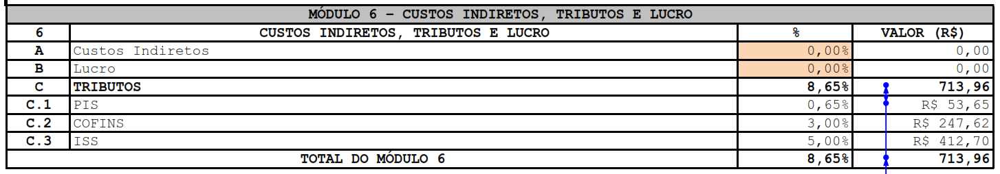 MÓDULO 6 – CUSTOS INDIRETOS, TRIBUTOS E LUCRO
6 CUSTOS INDIRETOS, TRIBUTOS E LUCRO % VALOR (R$)
A Custos Indiretos 0,00% 0,00
B Lucro 0,00% 0,00
C TRIBUTOS 8,65% 713,96
C.1 PIS 0,65% R$ 53,65
C.2 COFINS 3,00% R$ 247,62
C.3 ISS 5,00% R$ 412,70
TOTAL DO MÓDULO 6 8,65% 713,96